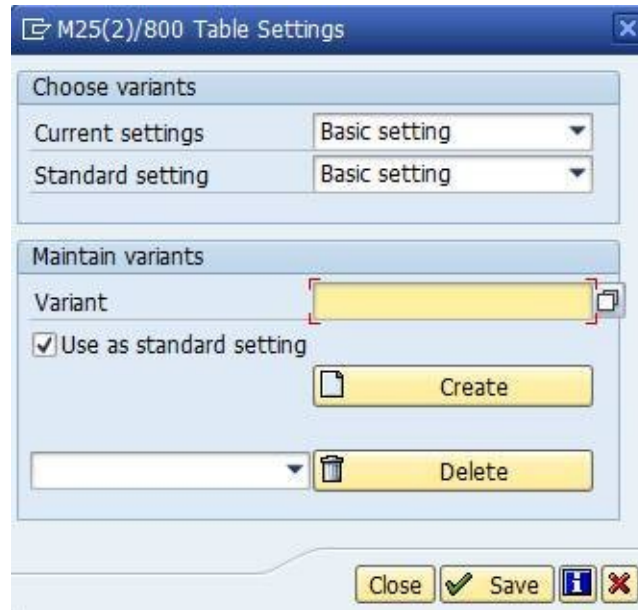 M25(2)/800 Table Settings
Choose variants
Current settings Basic setting
Standard setting Basic setting
Maintain variants
Variant
Use as standard setting
Create
Delete
Close Save